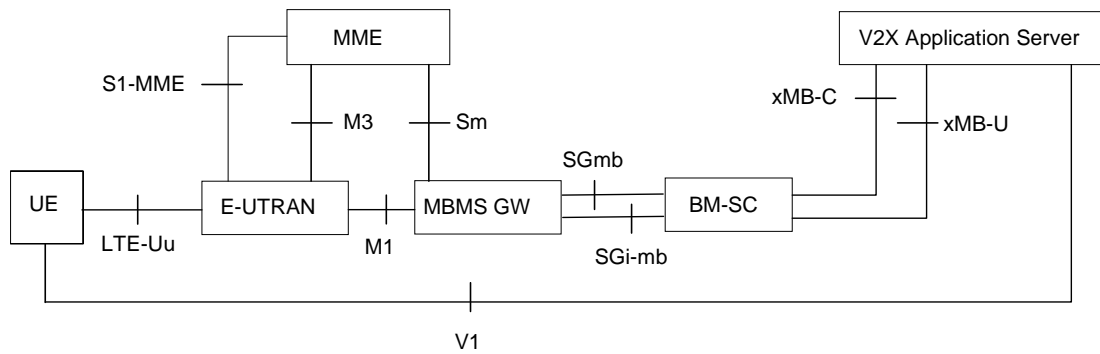 MME
V2X Application Server
S1-MME
xMB-C
M3
Sm
xMB-U
SGmb
UE
E-UTRAN
MBMS GW
BM-SC
LTE-Uu
M1
SGi-mb
V1